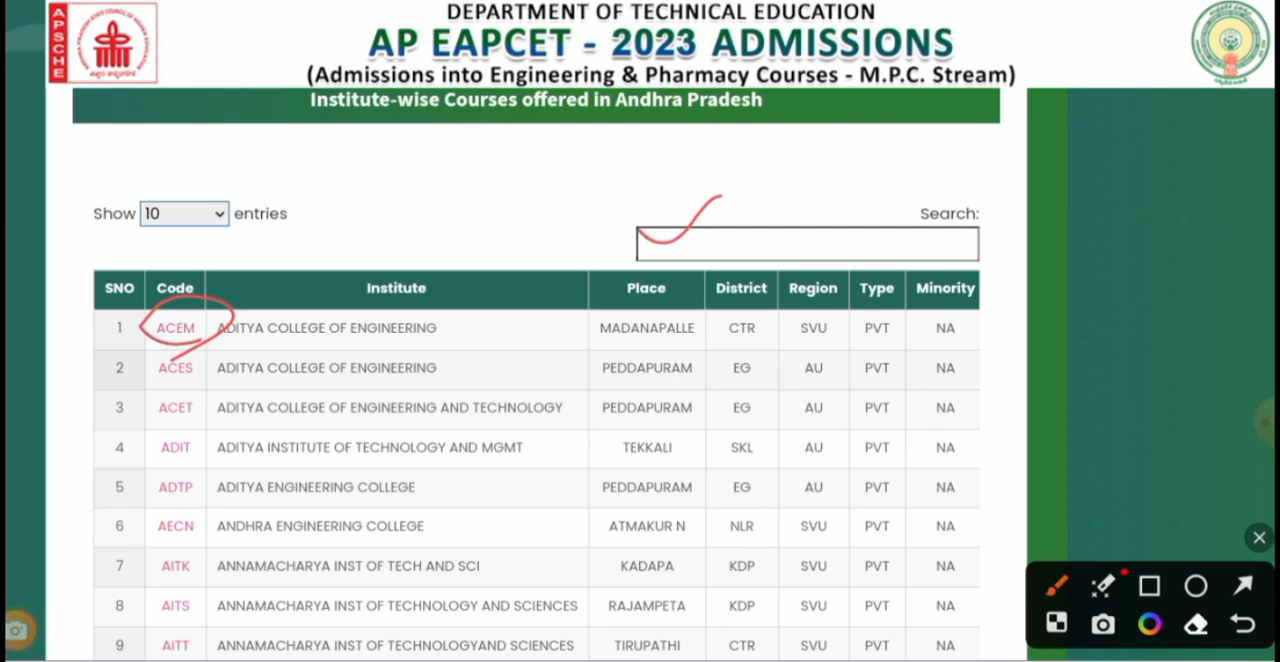 DEPARTMENT OF TECHNICAL EDUCATION
APSCHE
AP EAPCET - 2023 ADMISSIONS
(Admissions into Engineering & Pharmacy Courses - M.P.C. Stream)
Institute-wise Courses offered in Andhra Pradesh
Show 10 entries Search:
SNO Code Institute Place District Region Type Minority
1 ACEM ADITYA COLLEGE OF ENGINEERING MADANAPALLE CTR SVU PVT NA
2 ACES ADITYA COLLEGE OF ENGINEERING PEDDAPURAM EG AU PVT NA
3 ACET ADITYA COLLEGE OF ENGINEERING AND TECHNOLOGY PEDDAPURAM EG AU PVT NA
4 ADIT ADITYA INSTITUTE OF TECHNOLOGY AND MGMT TEKKALI SKL AU PVT NA
5 ADTP ADITYA ENGINEERING COLLEGE PEDDAPURAM EG AU PVT NA
6 AECN ANDHRA ENGINEERING COLLEGE ATMAKUR N NLR SVU PVT NA
7 AITK ANNAMACHARYA INST OF TECH AND SCI KADAPA KDP SVU PVT NA
8 AITS ANNAMACHARYA INST OF TECHNOLOGY AND SCIENCES RAJAMPETA KDP SVU PVT NA
9 AITT ANNAMACHARYA INST OF TECHNOLOGYAND SCIENCES TIRUPATHI CTR SVU PVT NA